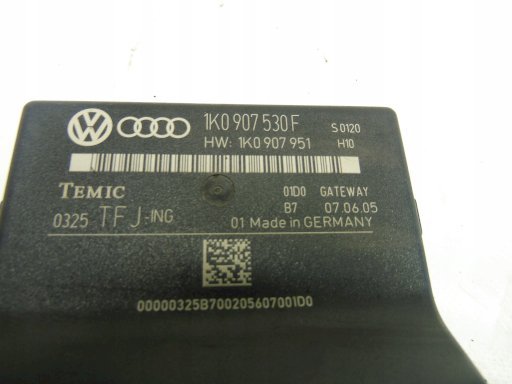 1K0 907 530 F S 0120
HW: 1K0 907 951 H10
TEMIC 01D0 GATEWAY
B7 07.06.05
0325 TFJ-ING 01 Made in GERMANY
00000325B700205607001D0